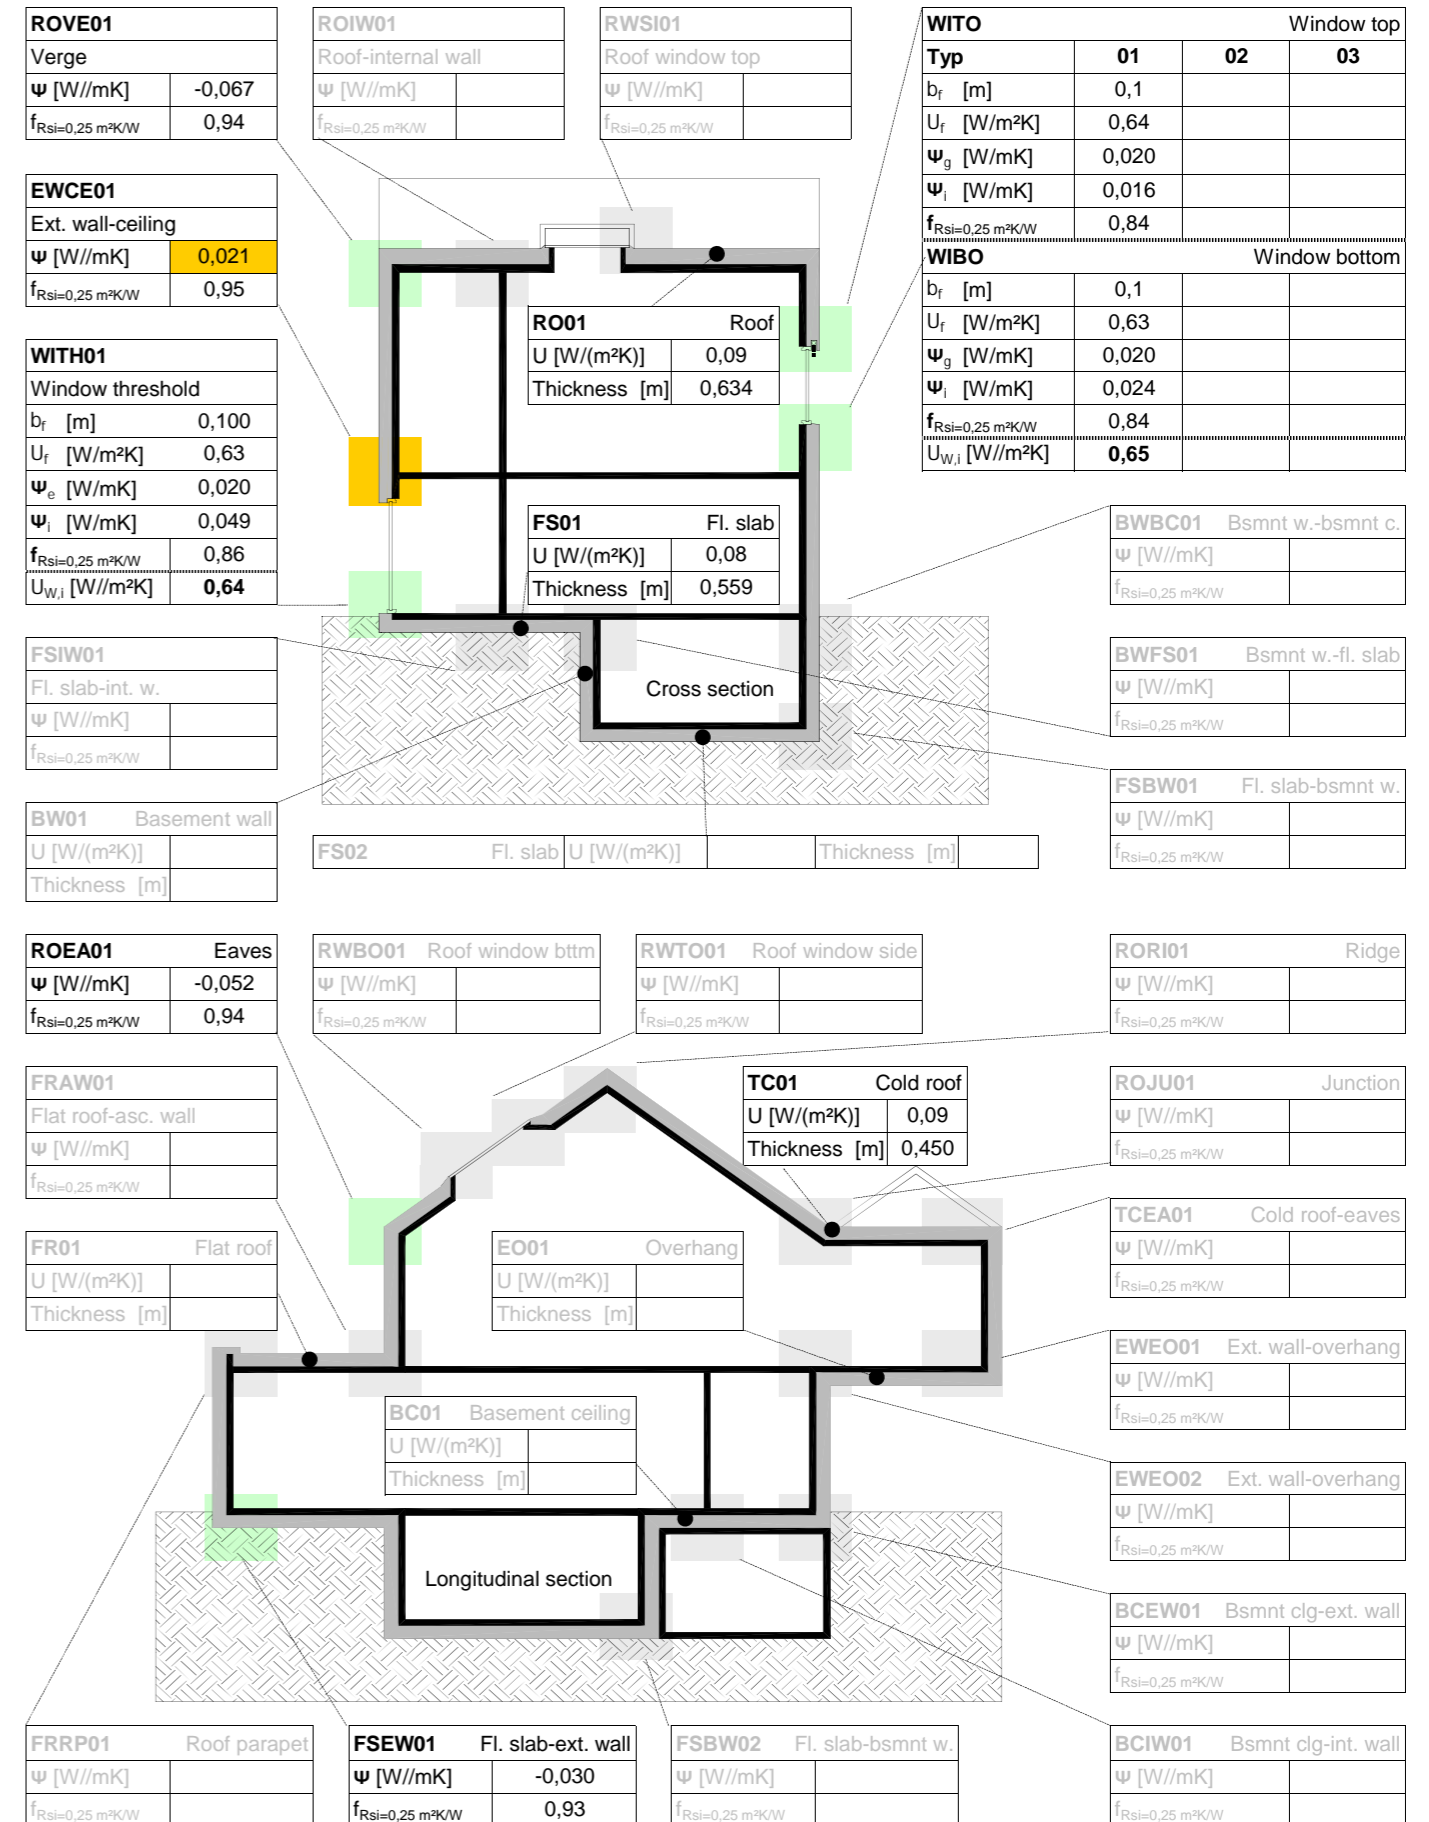 ROVE01
Verge
Ψ [W//mK] -0,067
fRsi=0,25 m²K/W 0,94
ROIW01
Roof-internal wall
Ψ [W//mK]
fRsi=0,25 m²K/W
RWSI01
Roof window top
Ψ [W//mK]
fRsi=0,25 m²K/W
WITO Window top
Typ 01 02 03
bf [m] 0,1
Uf [W/m²K] 0,64
Ψg [W/mK] 0,020
Ψi [W/mK] 0,016
fRsi=0,25 m²K/W 0,84
WIBO Window bottom
bf [m] 0,1
Uf [W/m²K] 0,63
Ψg [W/mK] 0,020
Ψi [W/mK] 0,024
fRsi=0,25 m²K/W 0,84
UW,i [W//m²K] 0,65
EWCE01
Ext. wall-ceiling
Ψ [W//mK] 0,021
fRsi=0,25 m²K/W 0,95
WITH01
Window threshold
bf [m] 0,100
Uf [W/m²K] 0,63
Ψe [W/mK] 0,020
Ψi [W/mK] 0,049
fRsi=0,25 m²K/W 0,86
UW,i [W//m²K] 0,64
RO01 Roof
U [W/(m²K)] 0,09
Thickness [m] 0,634
FS01 Fl. slab
U [W/(m²K)] 0,08
Thickness [m] 0,559
Cross section
BWBC01 Bsmnt w.-bsmnt c.
Ψ [W//mK]
fRsi=0,25 m²K/W
FSIW01
Fl. slab-int. w.
Ψ [W//mK]
fRsi=0,25 m²K/W
BWFS01 Bsmnt w.-fl. slab
Ψ [W//mK]
fRsi=0,25 m²K/W
FSBW01 Fl. slab-bsmnt w.
Ψ [W//mK]
fRsi=0,25 m²K/W
BW01 Basement wall
U [W/(m²K)]
Thickness [m]
FS02 Fl. slab U [W/(m²K)] Thickness [m]
ROEA01 Eaves
Ψ [W//mK] -0,052
fRsi=0,25 m²K/W 0,94
RWBO01 Roof window bttm
Ψ [W//mK]
fRsi=0,25 m²K/W
RWTO01 Roof window side
Ψ [W//mK]
fRsi=0,25 m²K/W
RORI01 Ridge
Ψ [W//mK]
fRsi=0,25 m²K/W
FRAW01
Flat roof-asc. wall
Ψ [W//mK]
fRsi=0,25 m²K/W
TC01 Cold roof
U [W/(m²K)] 0,09
Thickness [m] 0,450
ROJU01 Junction
Ψ [W//mK]
fRsi=0,25 m²K/W
FR01 Flat roof
U [W/(m²K)]
Thickness [m]
EO01 Overhang
U [W/(m²K)]
Thickness [m]
TCEA01 Cold roof-eaves
Ψ [W//mK]
fRsi=0,25 m²K/W
EWEO01 Ext. wall-overhang
Ψ [W//mK]
fRsi=0,25 m²K/W
BC01 Basement ceiling
U [W/(m²K)]
Thickness [m]
EWEO02 Ext. wall-overhang
Ψ [W//mK]
fRsi=0,25 m²K/W
Longitudinal section
BCEW01 Bsmnt clg-ext. wall
Ψ [W//mK]
fRsi=0,25 m²K/W
FRRP01 Roof parapet
Ψ [W//mK]
fRsi=0,25 m²K/W
FSEW01 Fl. slab-ext. wall
Ψ [W//mK] -0,030
fRsi=0,25 m²K/W 0,93
FSBW02 Fl. slab-bsmnt w.
Ψ [W//mK]
fRsi=0,25 m²K/W
BCIW01 Bsmnt clg-int. wall
Ψ [W//mK]
fRsi=0,25 m²K/W